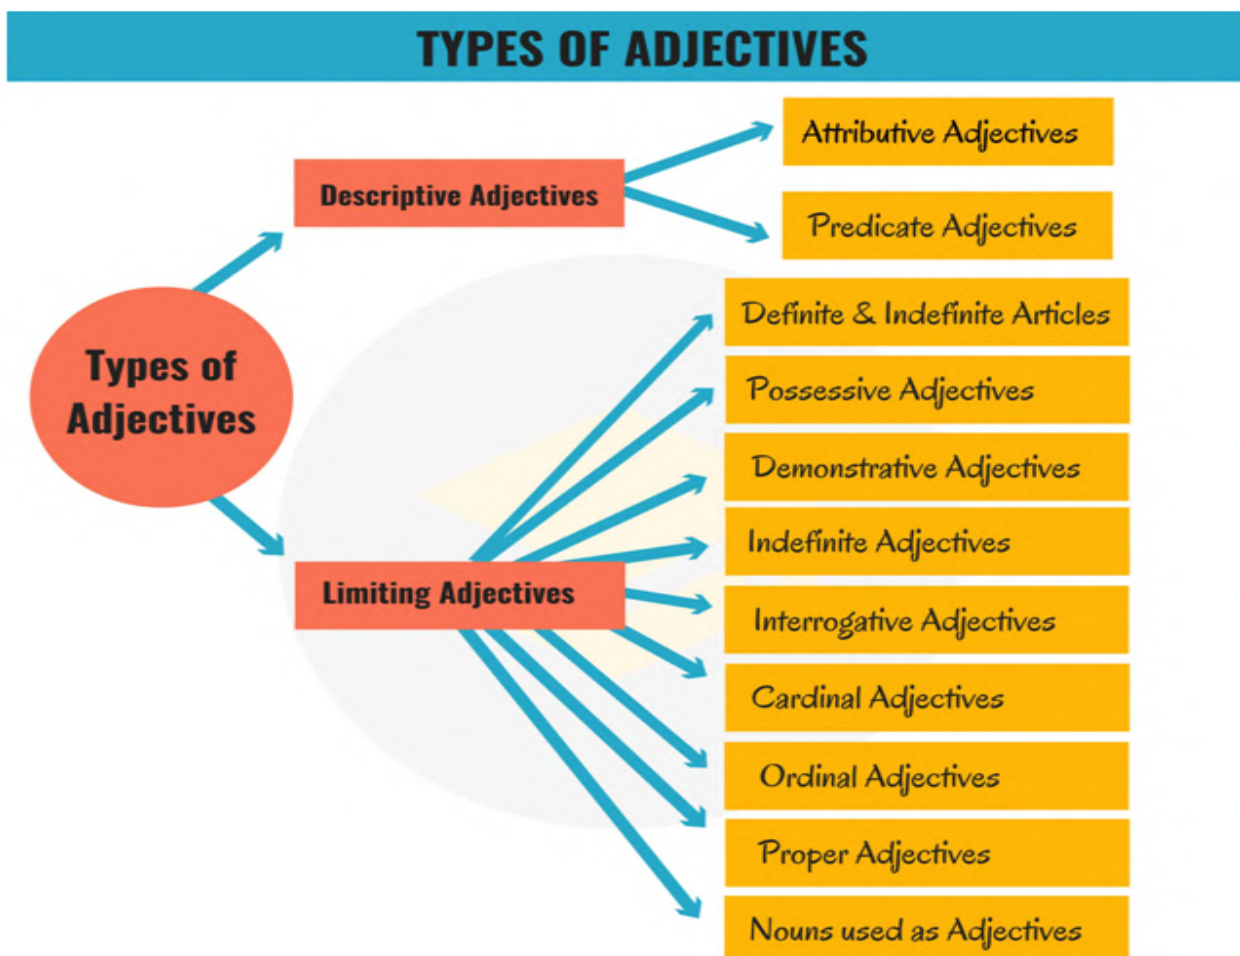 TYPES OF ADJECTIVES
Types of
Adjectives
Descriptive Adjectives
Attributive Adjectives
Predicate Adjectives
Limiting Adjectives
Definite & Indefinite Articles
Possessive Adjectives
Demonstrative Adjectives
Indefinite Adjectives
Interrogative Adjectives
Cardinal Adjectives
Ordinal Adjectives
Proper Adjectives
Nouns used as Adjectives